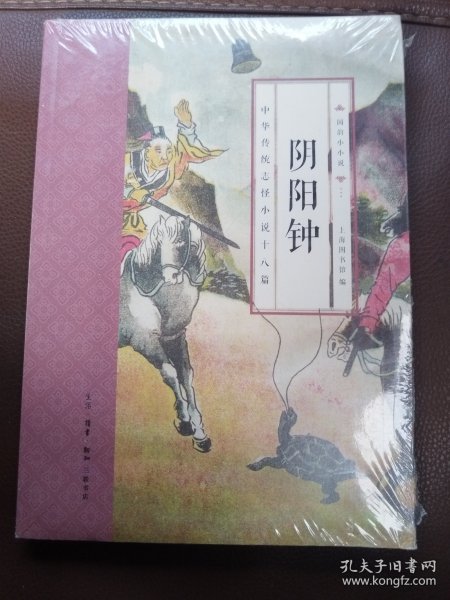 阴阳钟
中华传统志怪小说十八篇
国韵小小说
上海图书馆 编
生活·读书·新知三联书店
孔夫子旧书网
www.kongfz.com